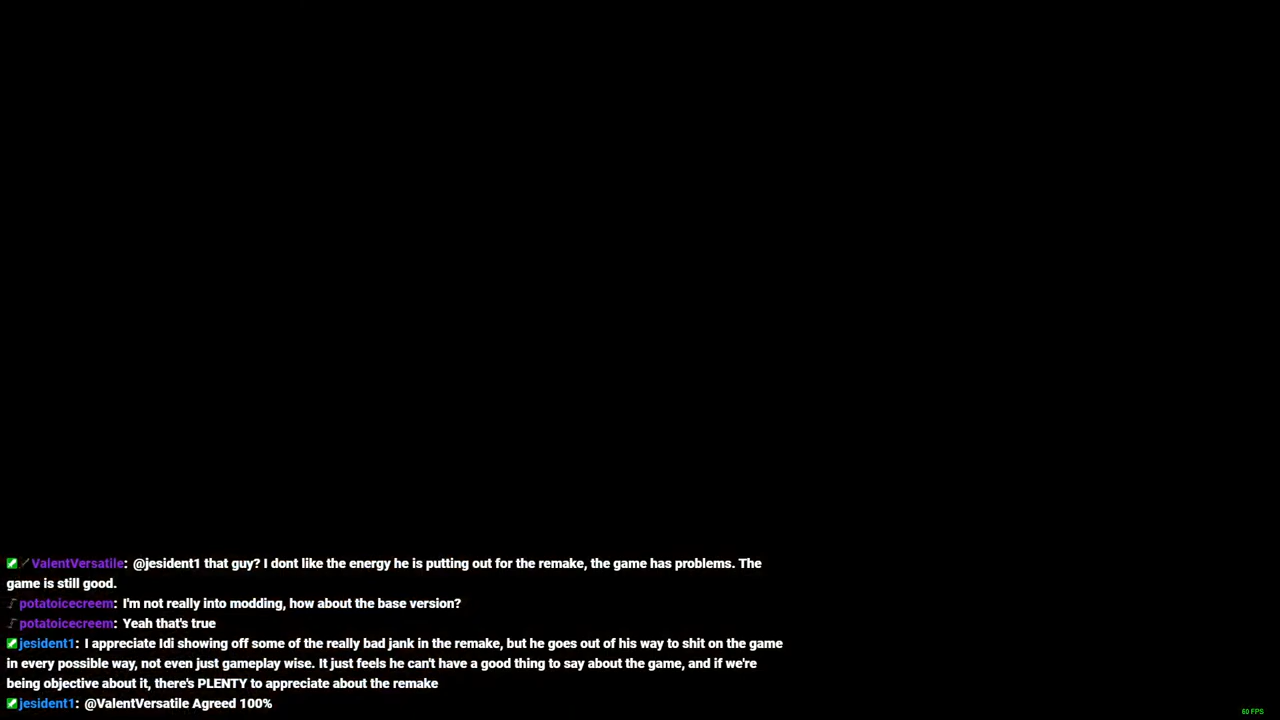 ValentVersatile: @jesident1 that guy? I dont like the energy he is putting out for the remake, the game has problems. The
game is still good.
potatoicecreem: I'm not really into modding, how about the base version?
potatoicecreem: Yeah that's true
jesident1: I appreciate Idi showing off some of the really bad jank in the remake, but he goes out of his way to shit on the game
in every possible way, not even just gameplay wise. It just feels he can't have a good thing to say about the game, and if we're
being objective about it, there's PLENTY to appreciate about the remake
jesident1: @ValentVersatile Agreed 100%
60 FPS